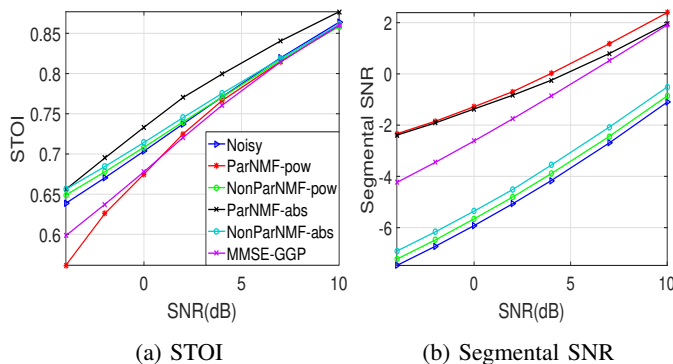 STOI
0.85
0.8
0.75
0.7
0.65
0.6
0 5 10
SNR(dB)
Noisy
ParNMF-pow
NonParNMF-pow
ParNMF-abs
NonParNMF-abs
MMSE-GGP
(a) STOI
Segmental SNR
2
0
-2
-4
-6
0 5 10
SNR(dB)
(b) Segmental SNR